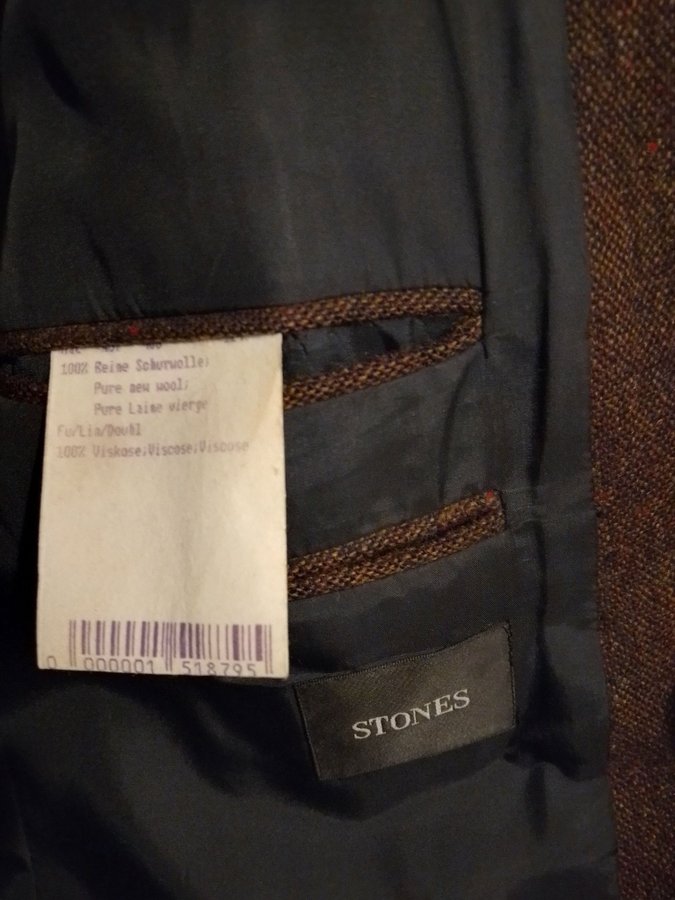 100% Reine Schurwolle;
Pure new wool;
Pure Laine vierge
Fu/Lin/Doubl
100% Viskose;Viscose;Viscose
0 000001 518795
STONES